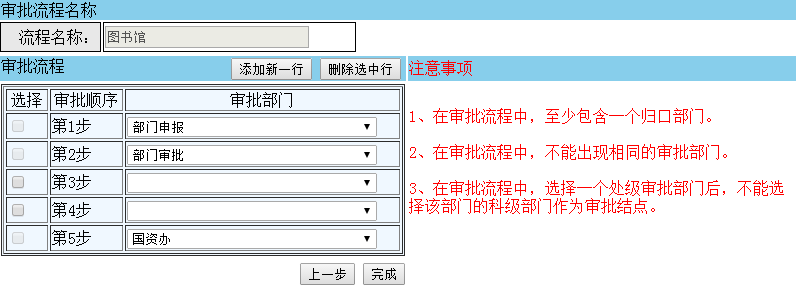 审批流程名称
流程名称： 图书馆
审批流程 添加新一行 删除选中行
选择 审批顺序 审批部门
第1步 部门申报
第2步 部门审批
第3步
第4步
第5步 国资办
上一步 完成
注意事项
1、在审批流程中，至少包含一个归口部门。
2、在审批流程中，不能出现相同的审批部门。
3、在审批流程中，选择一个处级审批部门后，不能选
择该部门的科级部门作为审批结点。